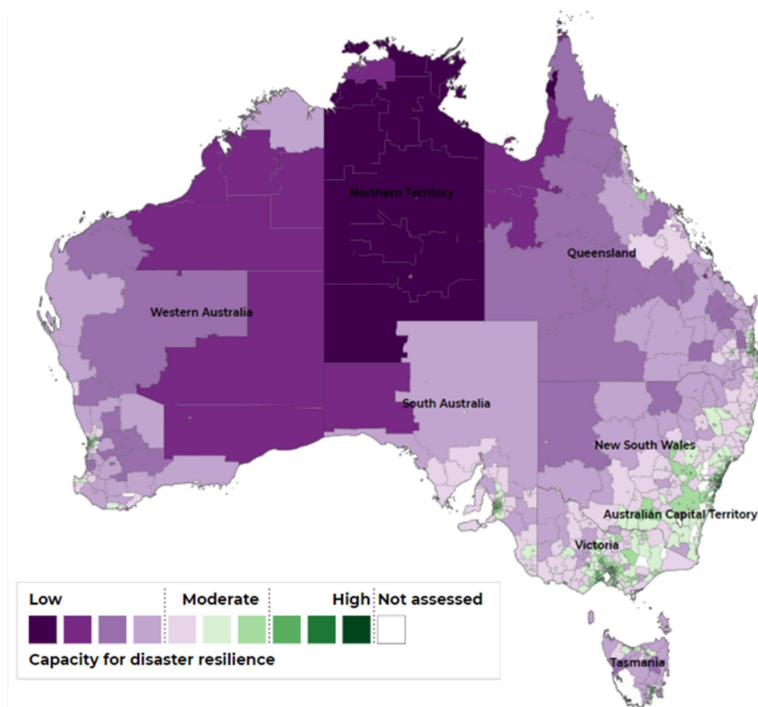 Northern Territory
Queensland
Western Australia
South Australia
New South Wales
Australian Capital Territory
Victoria
Low Moderate High Not assessed
Capacity for disaster resilience
Tasmania